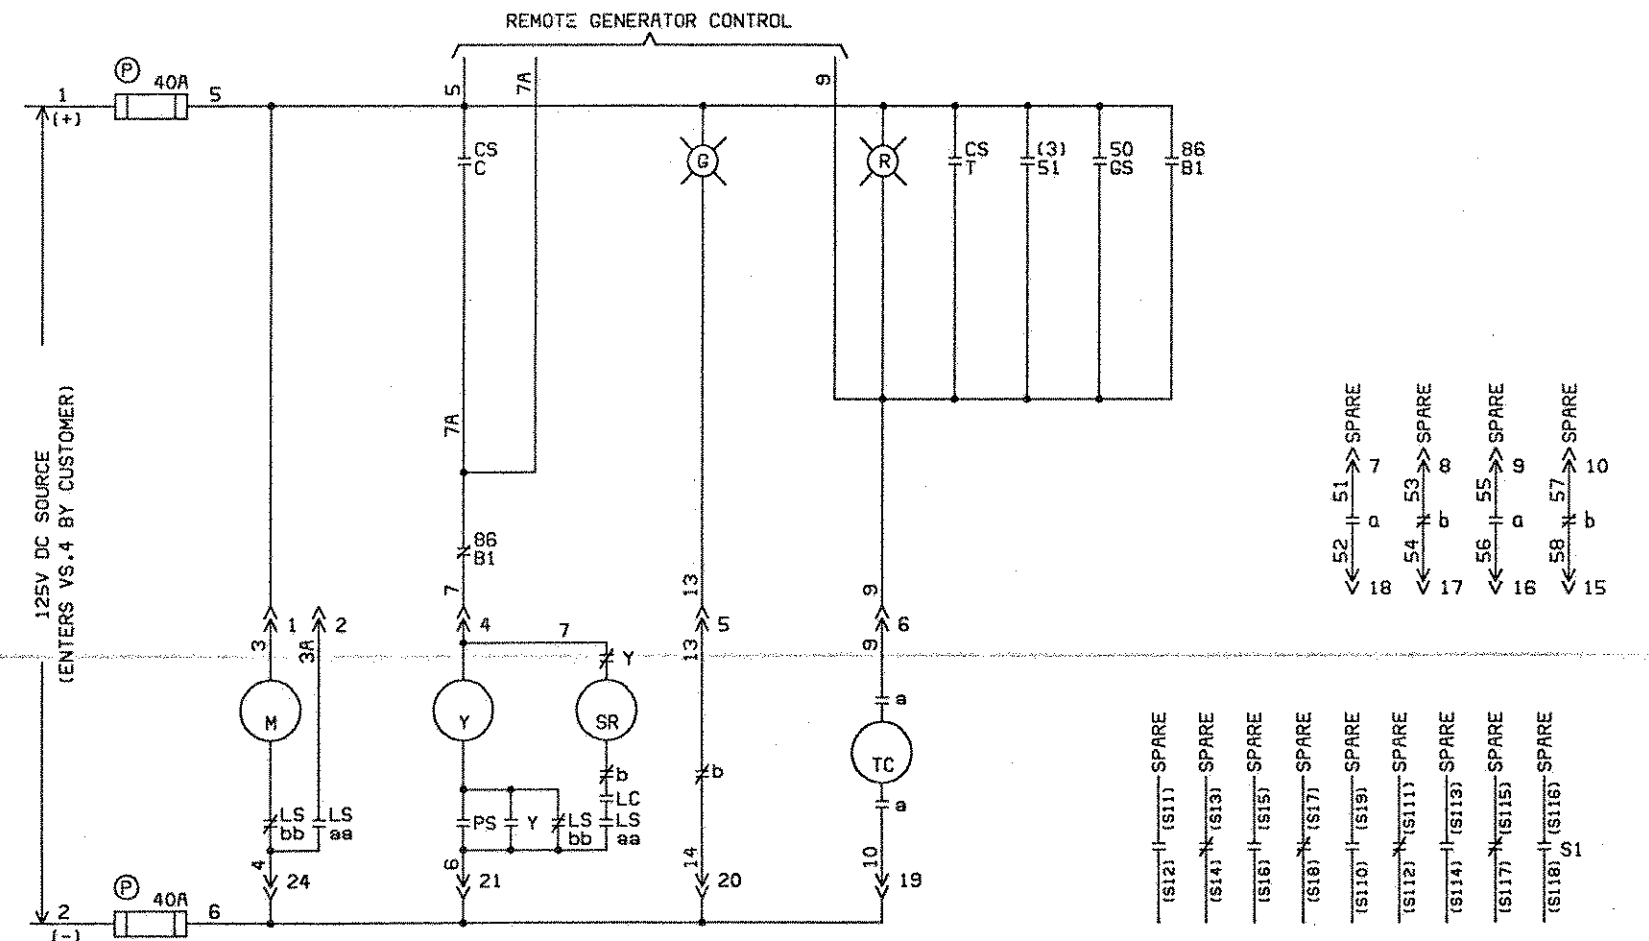 REMOTE GENERATOR CONTROL
P
40A
1
5
(+)
5
7A
9
CS
C
G
R
CS
T
(3)
51
50
GS
86
B1
125V DC SOURCE
(ENTERS VS.4 BY CUSTOMER)
7A
86
B1
7
13
9
3
1
3A
2
4
7
13
5
9
6
Y
M
Y
SR
a
TC
b
b
LC
a
LS
bb
LS
aa
PS
Y
LS
bb
LS
aa
4
24
6
21
14
20
10
19
P
40A
2
6
(-)
SPARE
SPARE
SPARE
SPARE
51
7
53
8
55
9
57
10
a
b
a
b
52
18
54
17
56
16
58
15
SPARE
SPARE
SPARE
SPARE
SPARE
SPARE
SPARE
SPARE
SPARE
(S11)
(S13)
(S15)
(S17)
(S19)
(S111)
(S113)
(S115)
(S116)
S1
(S12)
(S14)
(S16)
(S18)
(S110)
(S112)
(S114)
(S117)
(S118)